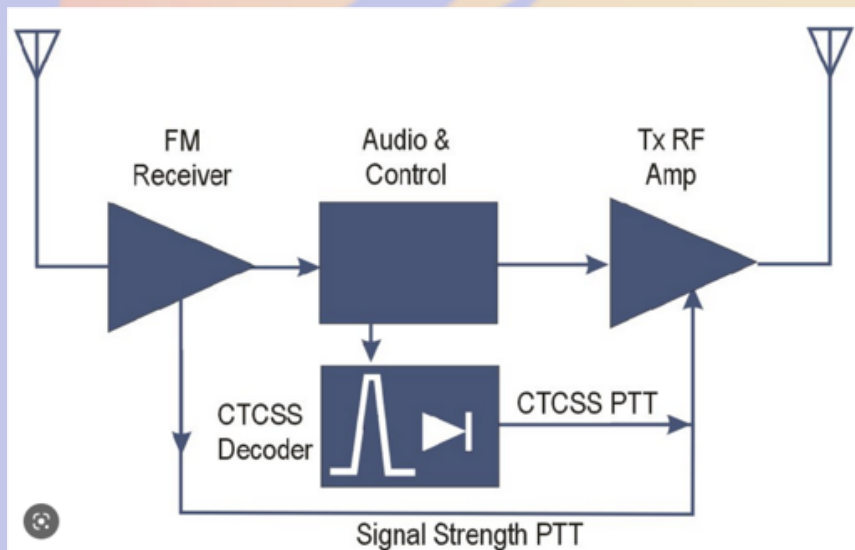 FM
Receiver
Audio &
Control
Tx RF
Amp
CTCSS
Decoder
CTCSS PTT
Signal Strength PTT